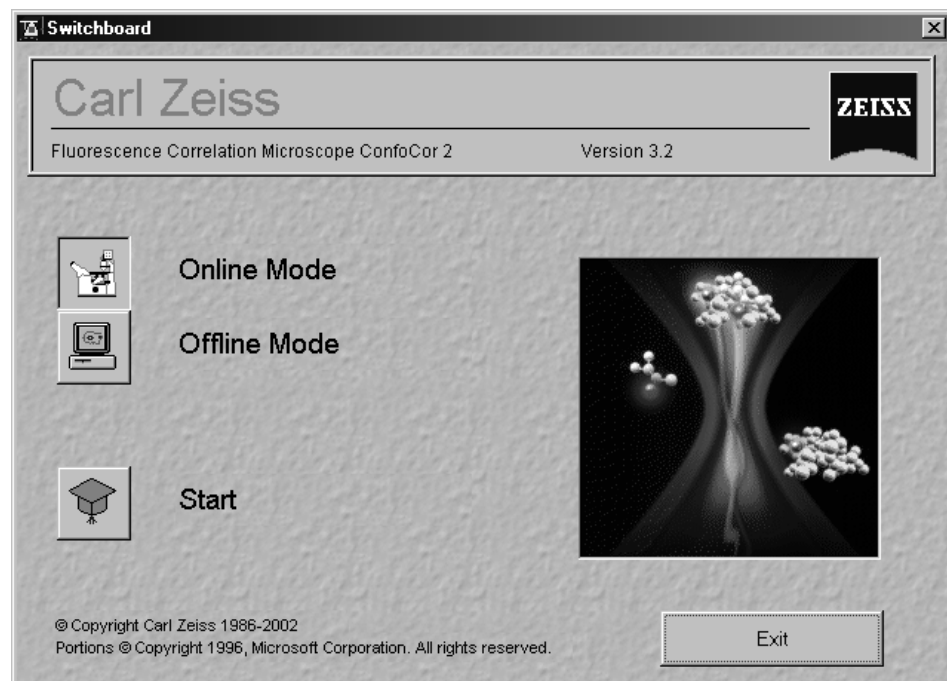 Switchboard
Carl Zeiss
ZEISS
Fluorescence Correlation Microscope ConfoCor 2 Version 3.2
Online Mode
Offline Mode
Start
© Copyright Carl Zeiss 1986-2002
Portions © Copyright 1996, Microsoft Corporation. All rights reserved.
Exit